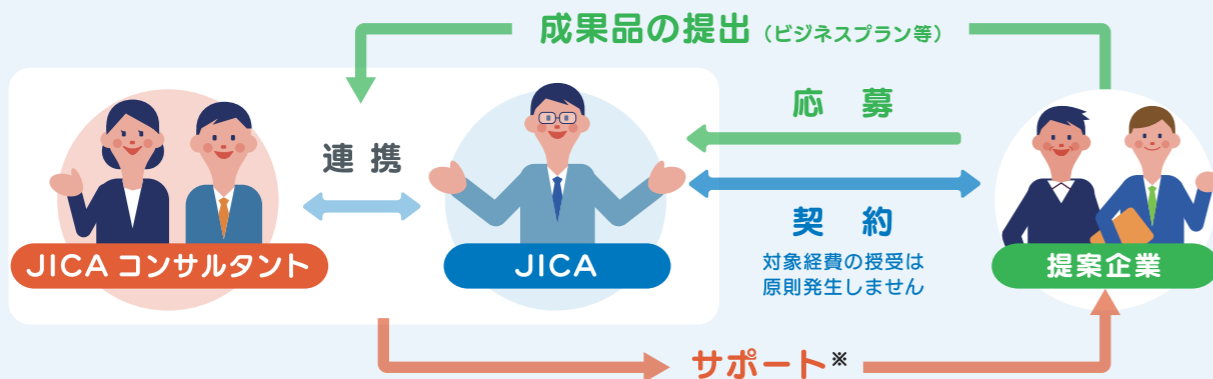 成果品の提出（ビジネスプラン等）
応 募
連 携
契 約
対象経費の授受は
原則発生しません
JICA コンサルタント
JICA
提案企業
サポート※